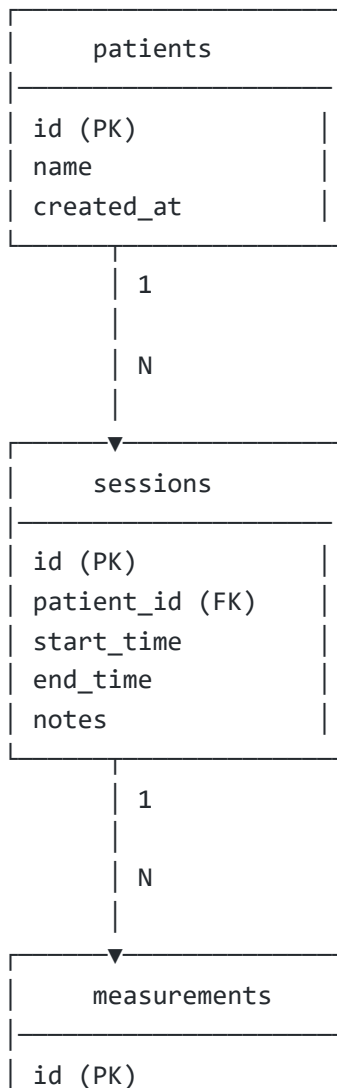 patients
id (PK)
name
created_at
1
N
sessions
id (PK)
patient_id (FK)
start_time
end_time
notes
1
N
measurements
id (PK)